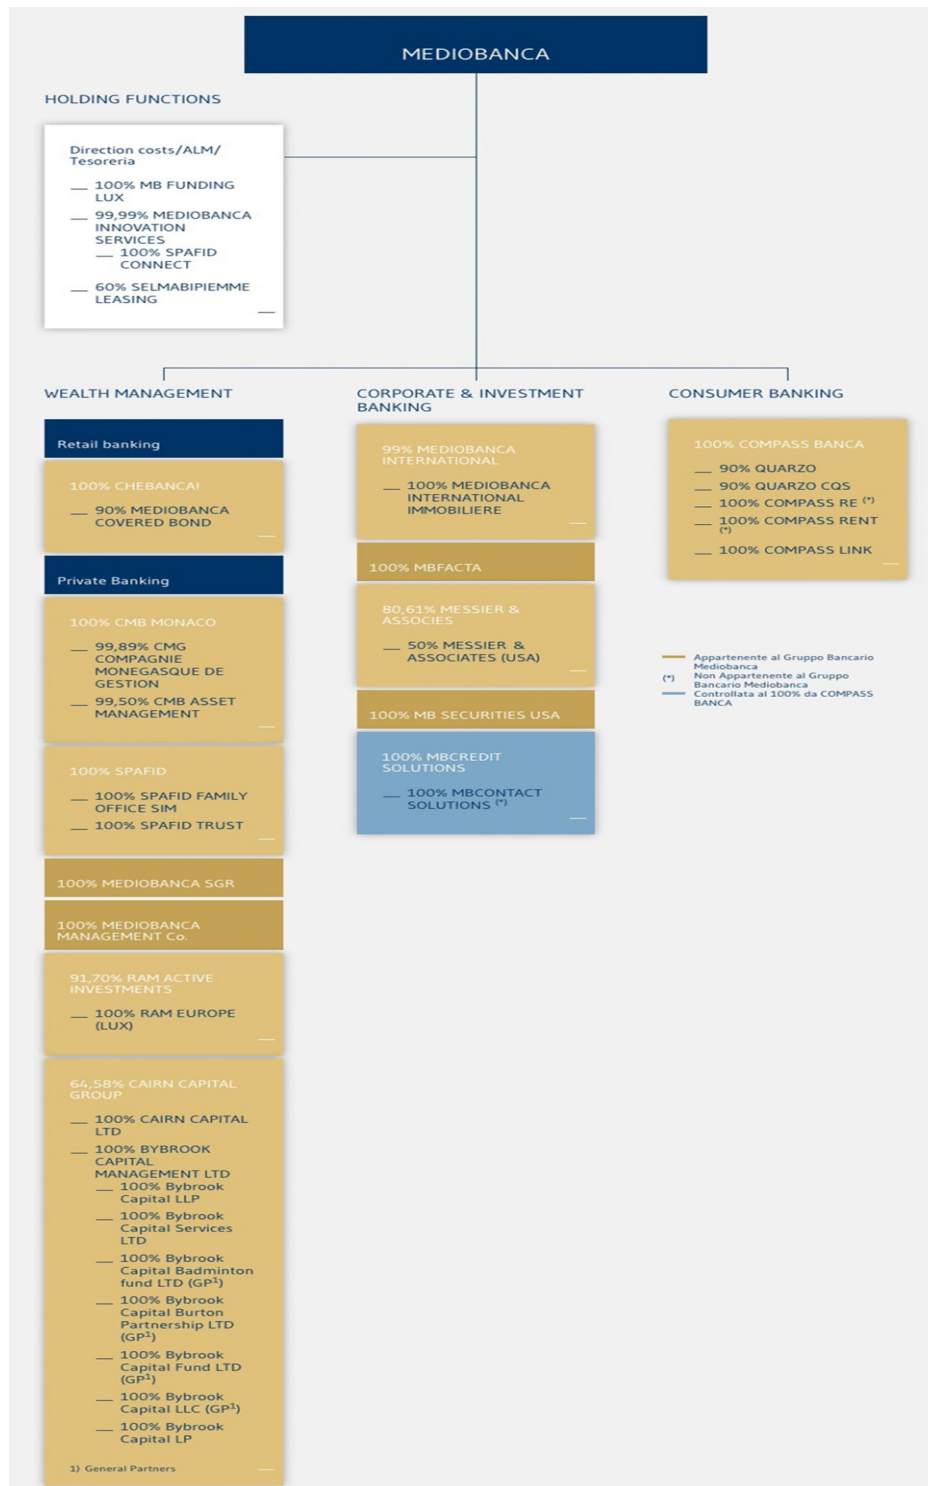 MEDIOBANCA
HOLDING FUNCTIONS
Direction costs/ALM/
Tesoreria
100% MB FUNDING
LUX
99,99% MEDIOBANCA
INNOVATION
SERVICES
100% SPAFID
CONNECT
60% SELMABIPIEMME
LEASING
WEALTH MANAGEMENT
Retail banking
100% CHEBANCA!
90% MEDIOBANCA
COVERED BOND
Private Banking
100% CMB MONACO
99,89% CMG
COMPAGNIE
MONEGASQUE DE
GESTION
99,50% CMB ASSET
MANAGEMENT
100% SPAFID
100% SPAFID FAMILY
OFFICE SIM
100% SPAFID TRUST
100% MEDIOBANCA SGR
100% MEDIOBANCA
MANAGEMENT Co.
91,70% RAM ACTIVE
INVESTMENTS
100% RAM EUROPE
(LUX)
64,58% CAIRN CAPITAL
GROUP
100% CAIRN CAPITAL
LTD
100% BYBROOK
CAPITAL
MANAGEMENT LTD
100% Bybrook
Capital LLP
100% Bybrook
Capital Services
LTD
100% Bybrook
Capital Badminton
fund LTD (GP¹)
100% Bybrook
Capital Burton
Partnership LTD
(GP¹)
100% Bybrook
Capital Fund LTD
(GP¹)
100% Bybrook
Capital LLC (GP¹)
100% Bybrook
Capital LP
1) General Partners
CORPORATE & INVESTMENT
BANKING
99% MEDIOBANCA
INTERNATIONAL
100% MEDIOBANCA
INTERNATIONAL
IMMOBILIERE
100% MBFACTA
80,61% MESSIER &
ASSOCIES
50% MESSIER &
ASSOCIATES (USA)
100% MB SECURITIES USA
100% MBCREDIT
SOLUTIONS
100% MBCONTACT
SOLUTIONS (*)
CONSUMER BANKING
100% COMPASS BANCA
90% QUARZO
90% QUARZO CQS
100% COMPASS RE (*)
100% COMPASS RENT
(*)
100% COMPASS LINK
Appartenente al Gruppo Bancario
Mediobanca
(*) Non Appartenente al Gruppo
Bancario Mediobanca
Controllata al 100% da COMPASS
BANCA